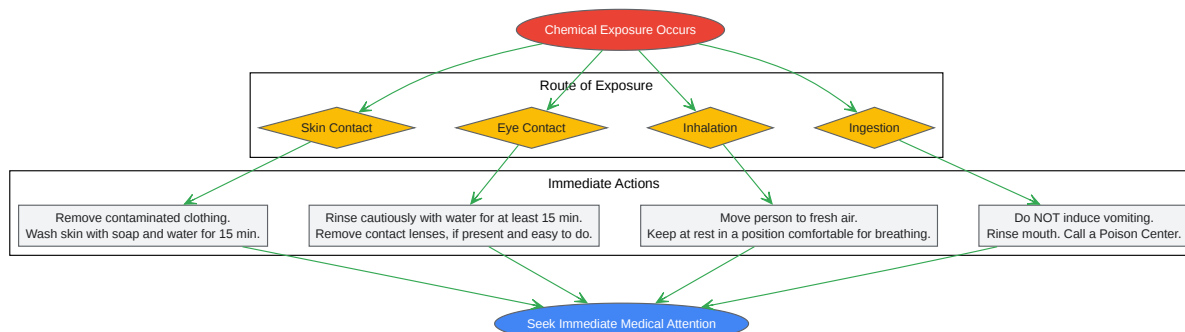 Chemical Exposure Occurs
Route of Exposure
Skin Contact
Eye Contact
Inhalation
Ingestion
Immediate Actions
Remove contaminated clothing.
Wash skin with soap and water for 15 min.
Rinse cautiously with water for at least 15 min.
Remove contact lenses, if present and easy to do.
Move person to fresh air.
Keep at rest in a position comfortable for breathing.
Do NOT induce vomiting.
Rinse mouth. Call a Poison Center.
Seek Immediate Medical Attention